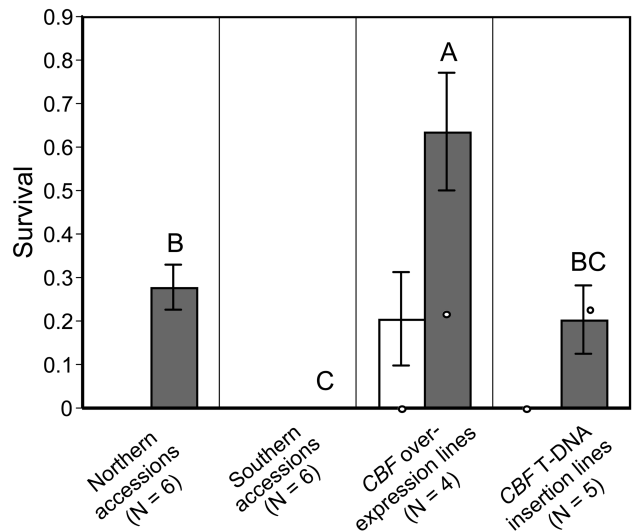 0.9
0.8
0.7
0.6
0.5
0.4
0.3
0.2
0.1
0
Survival
B
C
A
BC
Northern
accessions
(N = 6)
Southern
accessions
(N = 6)
CBF over-
expression lines
(N = 4)
CBF T-DNA
insertion lines
(N = 5)